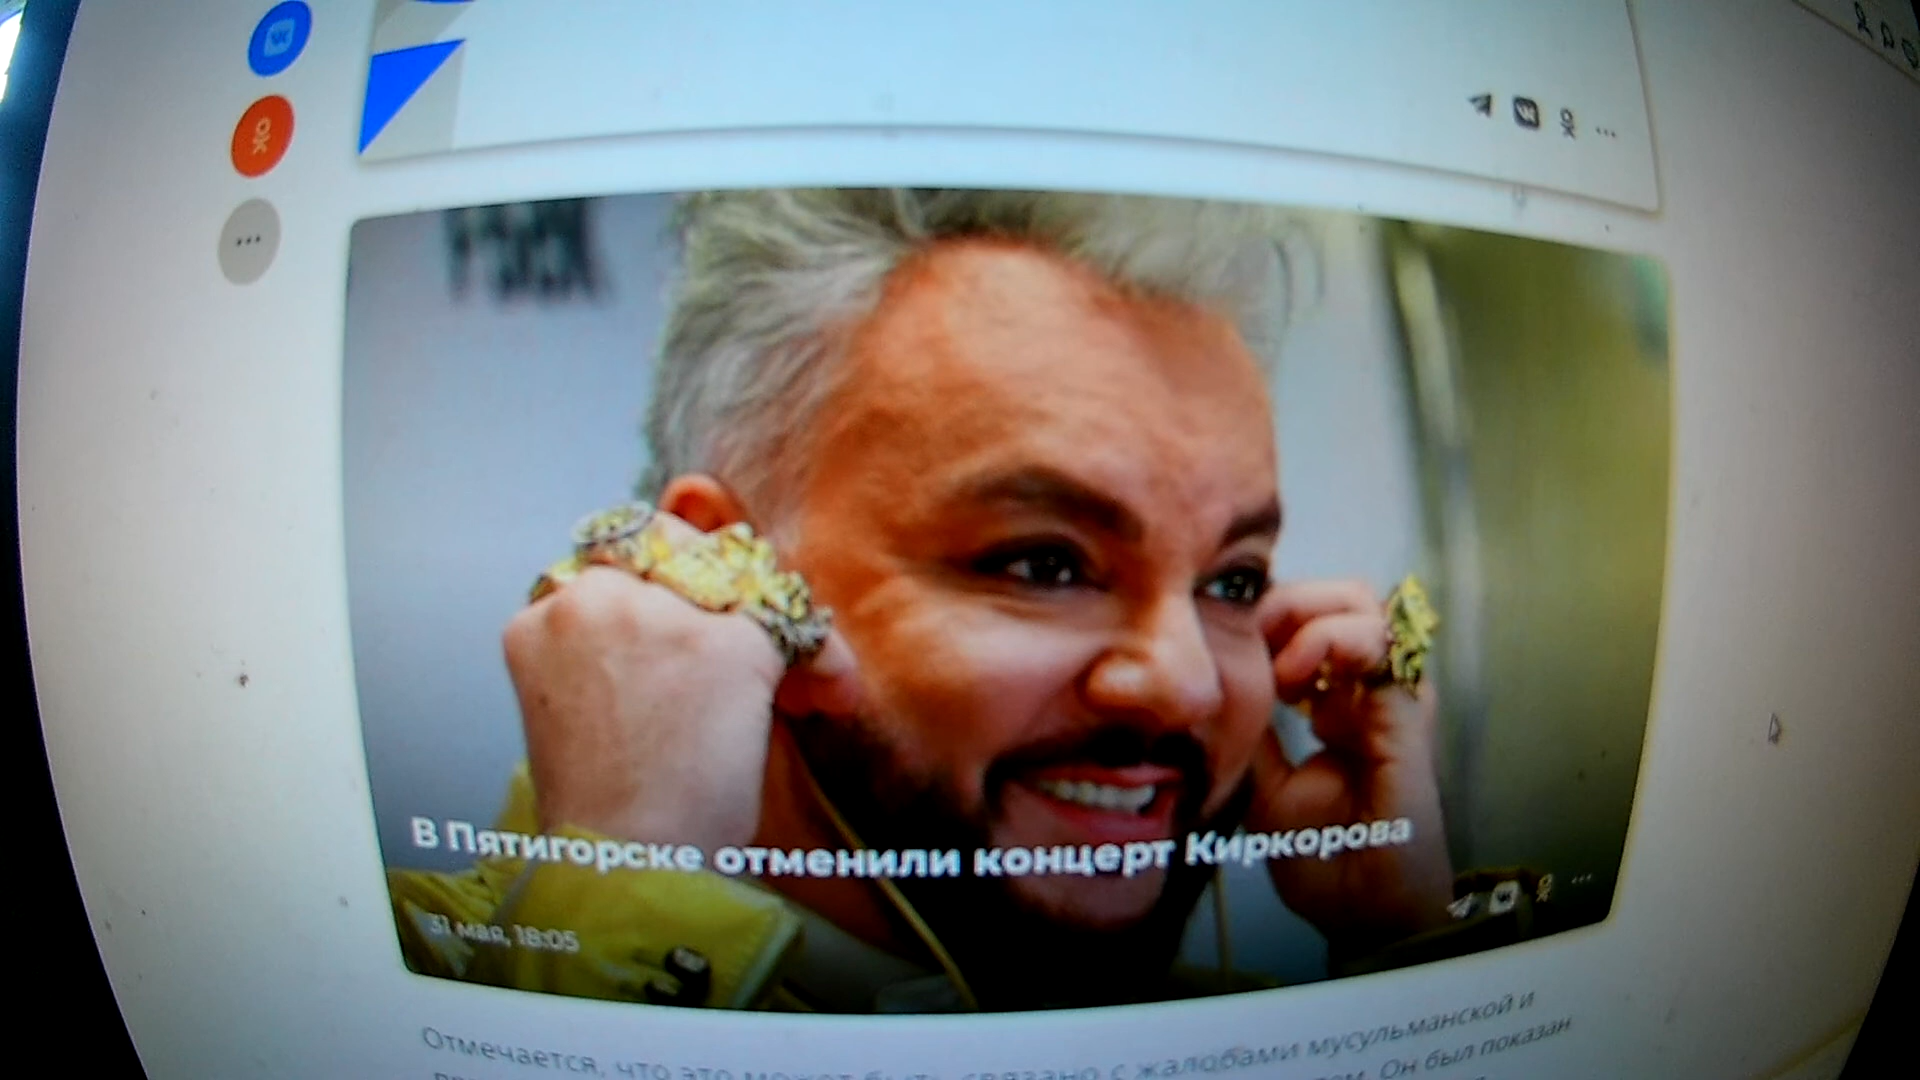 В Пятигорске отменили концерт Киркорова
31 мая, 18:05
Отмечается, что это может быть связано с жалобами мусульманской и
Он был показан